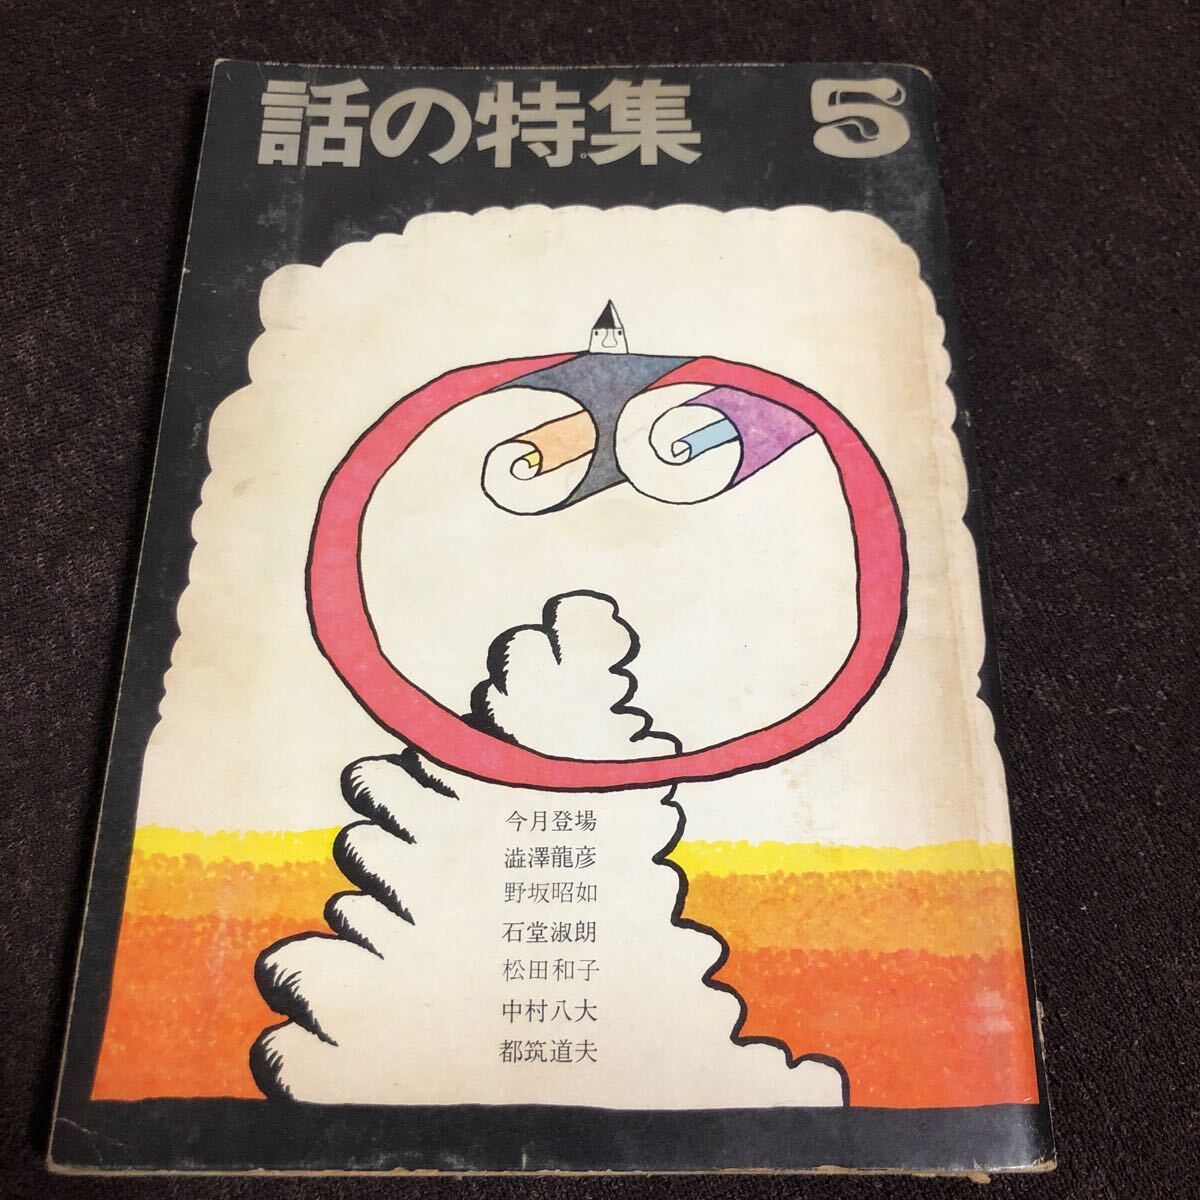 話の特集 5
今月登場
澁澤龍彦
野坂昭如
石堂淑朗
松田和子
中村八大
都筑道夫